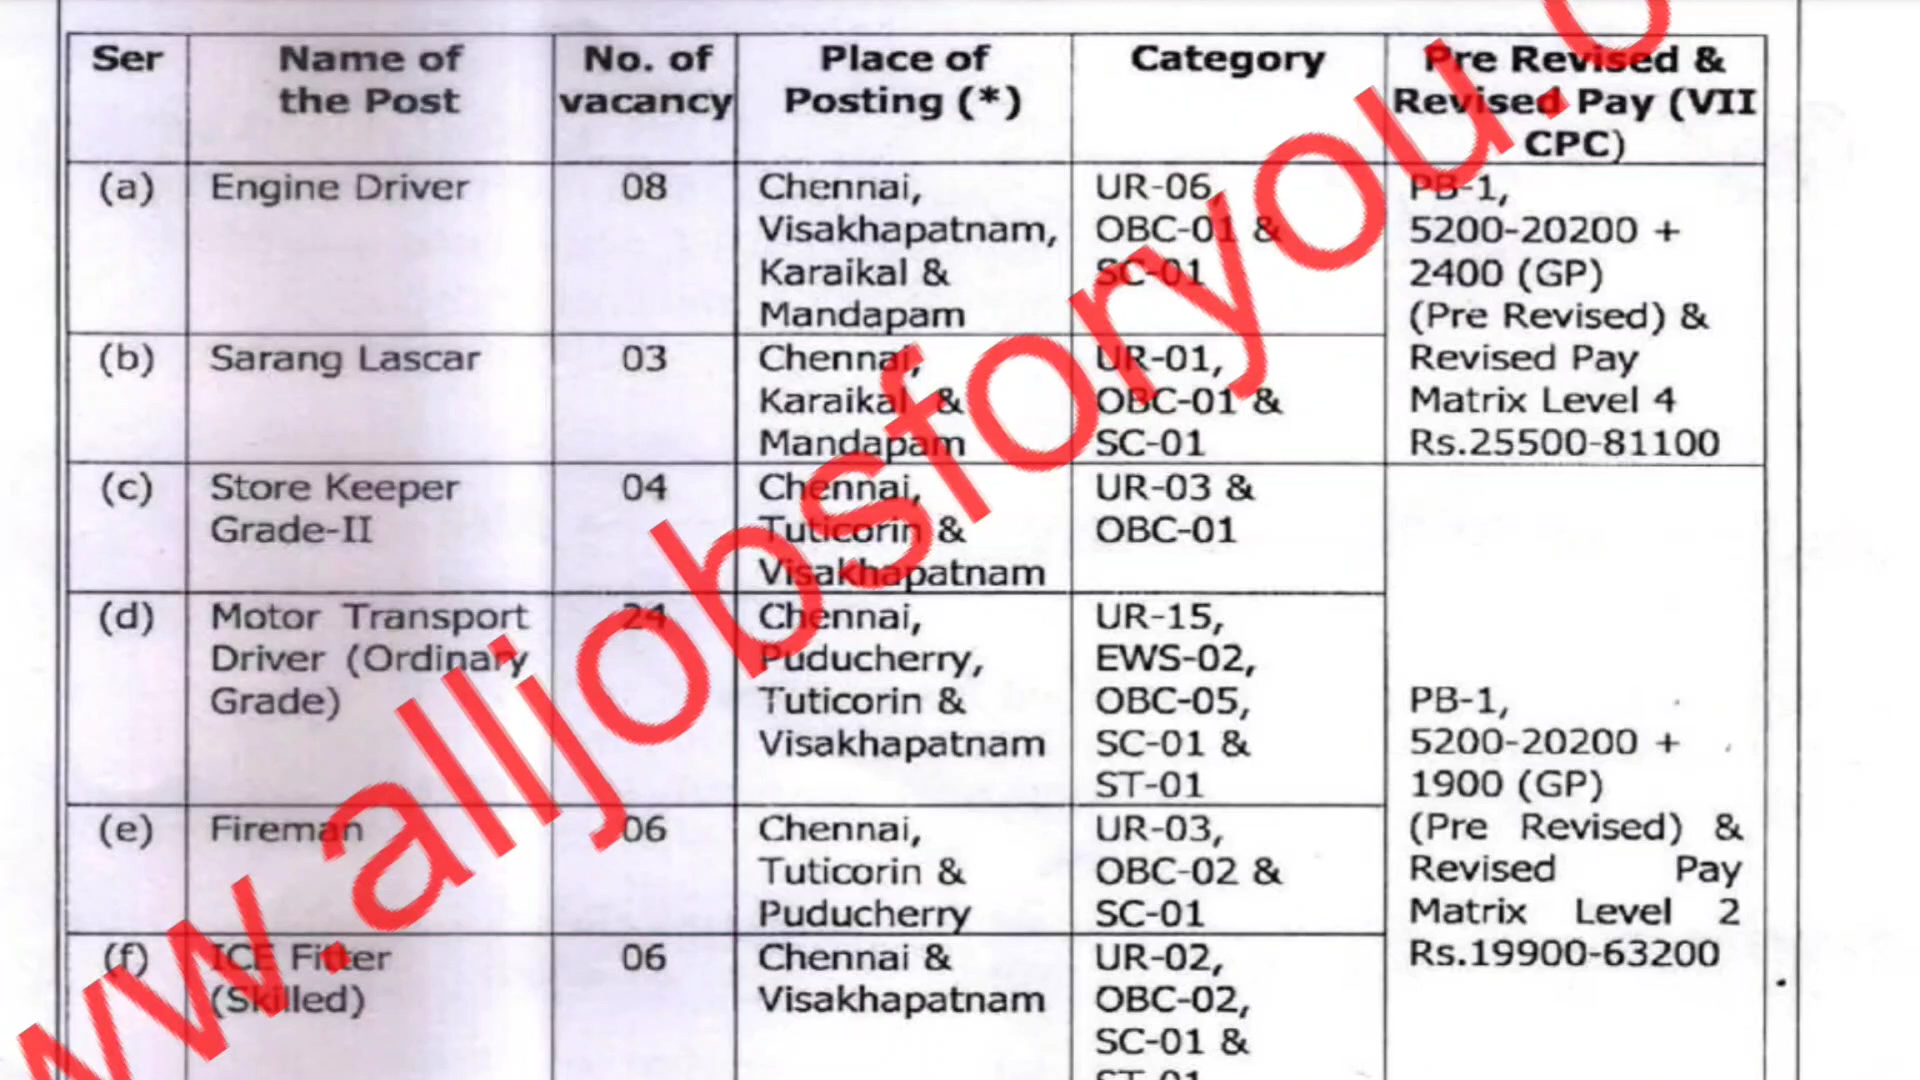 Ser
Name of
the Post
No. of
vacancy
Place of
Posting (*)
Category
Pre Revised &
Revised Pay (VII
CPC)
(a)
Engine Driver
08
Chennai,
Visakhapatnam,
Karaikal &
Mandapam
UR-06,
OBC-01 &
SC-01
PB-1,
5200-20200 +
2400 (GP)
(Pre Revised) &
Revised Pay
Matrix Level 4
Rs.25500-81100
(b)
Sarang Lascar
03
Chennai,
Karaikal &
Mandapam
UR-01,
OBC-01 &
SC-01
(c)
Store Keeper
Grade-II
04
Chennai,
Tuticorin &
Visakhapatnam
UR-03 &
OBC-01
(d)
Motor Transport
Driver (Ordinary
Grade)
24
Chennai,
Puducherry,
Tuticorin &
Visakhapatnam
UR-15,
EWS-02,
OBC-05,
SC-01 &
ST-01
PB-1,
5200-20200 +
1900 (GP)
(Pre Revised) &
Revised Pay
Matrix Level 2
Rs.19900-63200
(e)
Fireman
06
Chennai,
Tuticorin &
Puducherry
UR-03,
OBC-02 &
SC-01
(f)
ICE Fitter
(Skilled)
06
Chennai &
Visakhapatnam
UR-02,
OBC-02,
SC-01 &
ST-01
ww.alljobsforyou.o